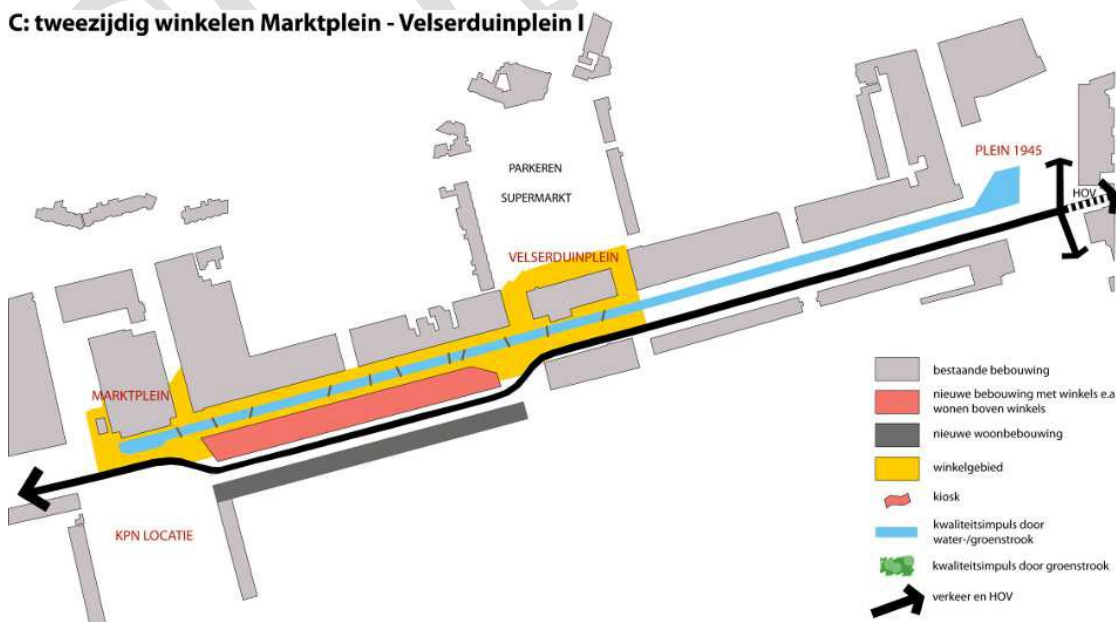 C: tweezijdig winkelen Marktplein - Velserduinplein I
PLEIN 1945
PARKEREN
SUPERMARKT
HOV
VELSERDUINPLEIN
MARKTPLEIN
KPN LOCATIE
bestaande bebouwing
nieuwe bebouwing met winkels e.a
wonen boven winkels
nieuwe woonbebouwing
winkelgebied
kiosk
kwaliteitsimpuls door
water-/groenstrook
kwaliteitsimpuls door groenstrook
verkeer en HOV